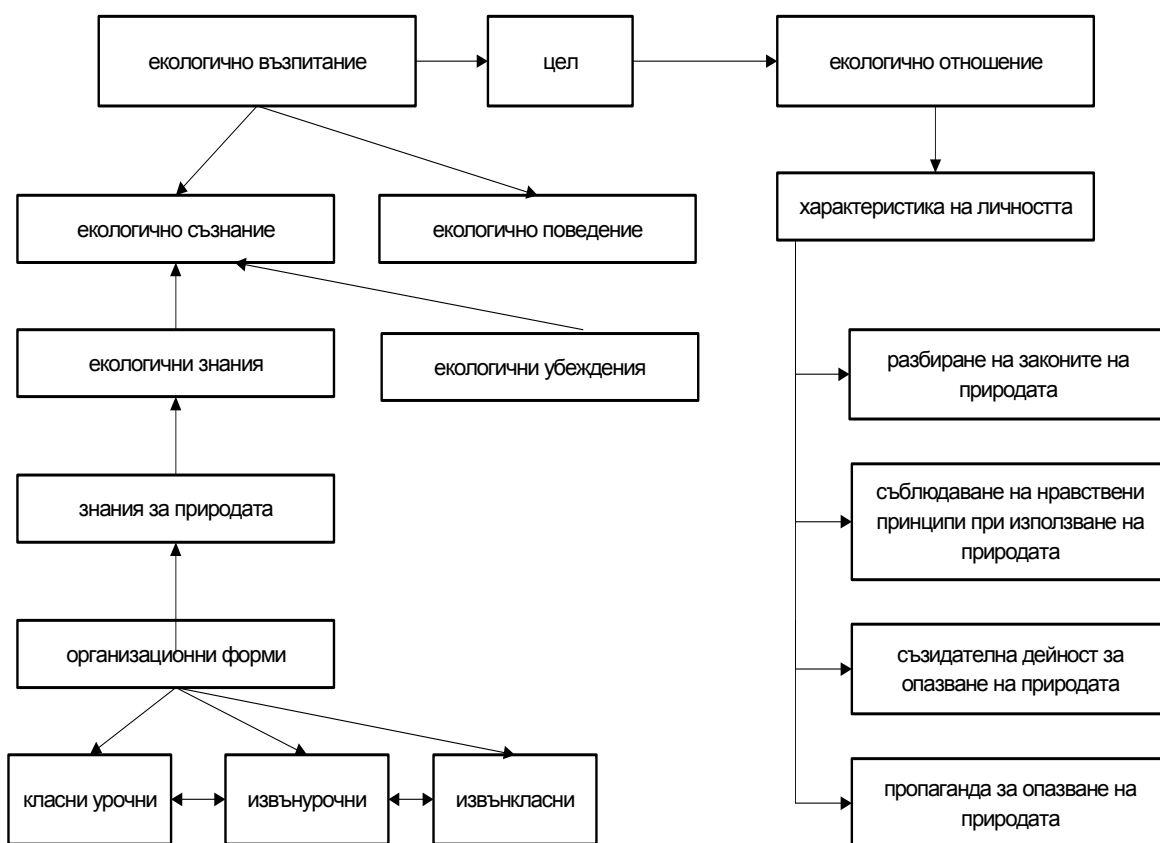 екологично възпитание
цел
екологично отношение
екологично съзнание
екологично поведение
характеристика на личността
екологични знания
екологични убеждения
разбиране на законите на
природата
знания за природата
съблюдаване на нравствени
принципи при използване на
природата
организационни форми
съзидателна дейност за
опазване на природата
класни урочни
извънурочни
извънкласни
пропаганда за опазване на
природата